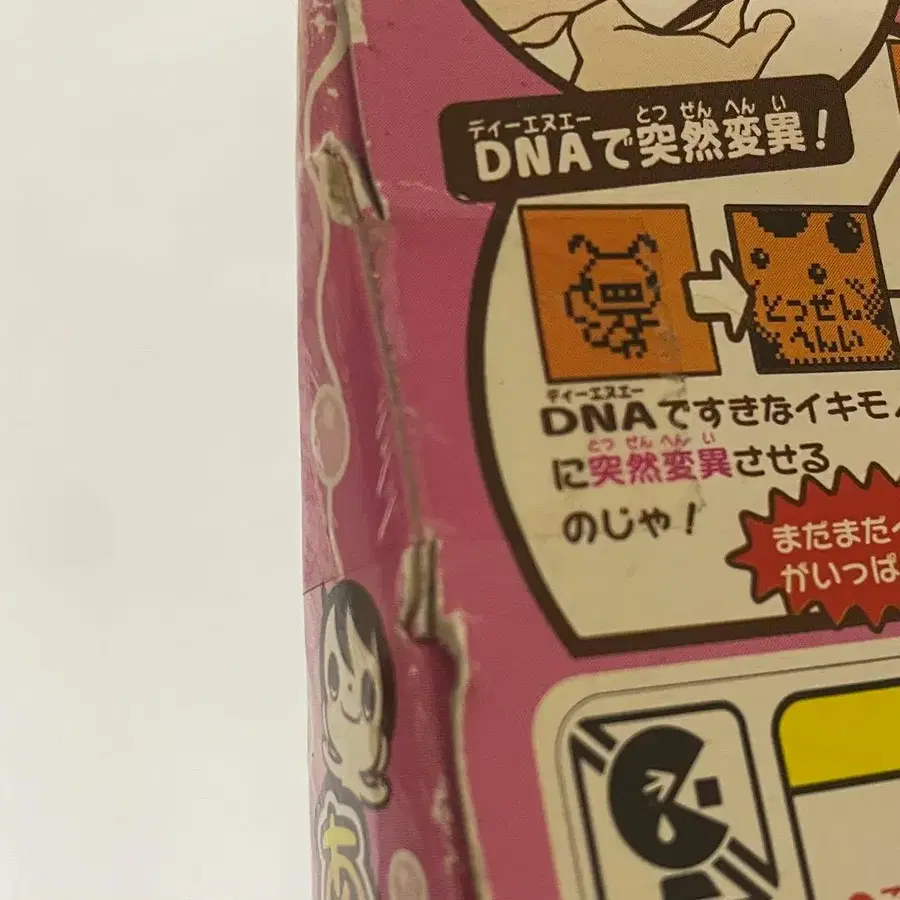 ディーエヌエー とつぜんへんい
DNAで突然変異!
とつぜん
へんい
ディーエヌエー
DNAですきなイキモノ
とつぜんへんい
に突然変異させる
のじゃ!
まだまだ
がいっぱ